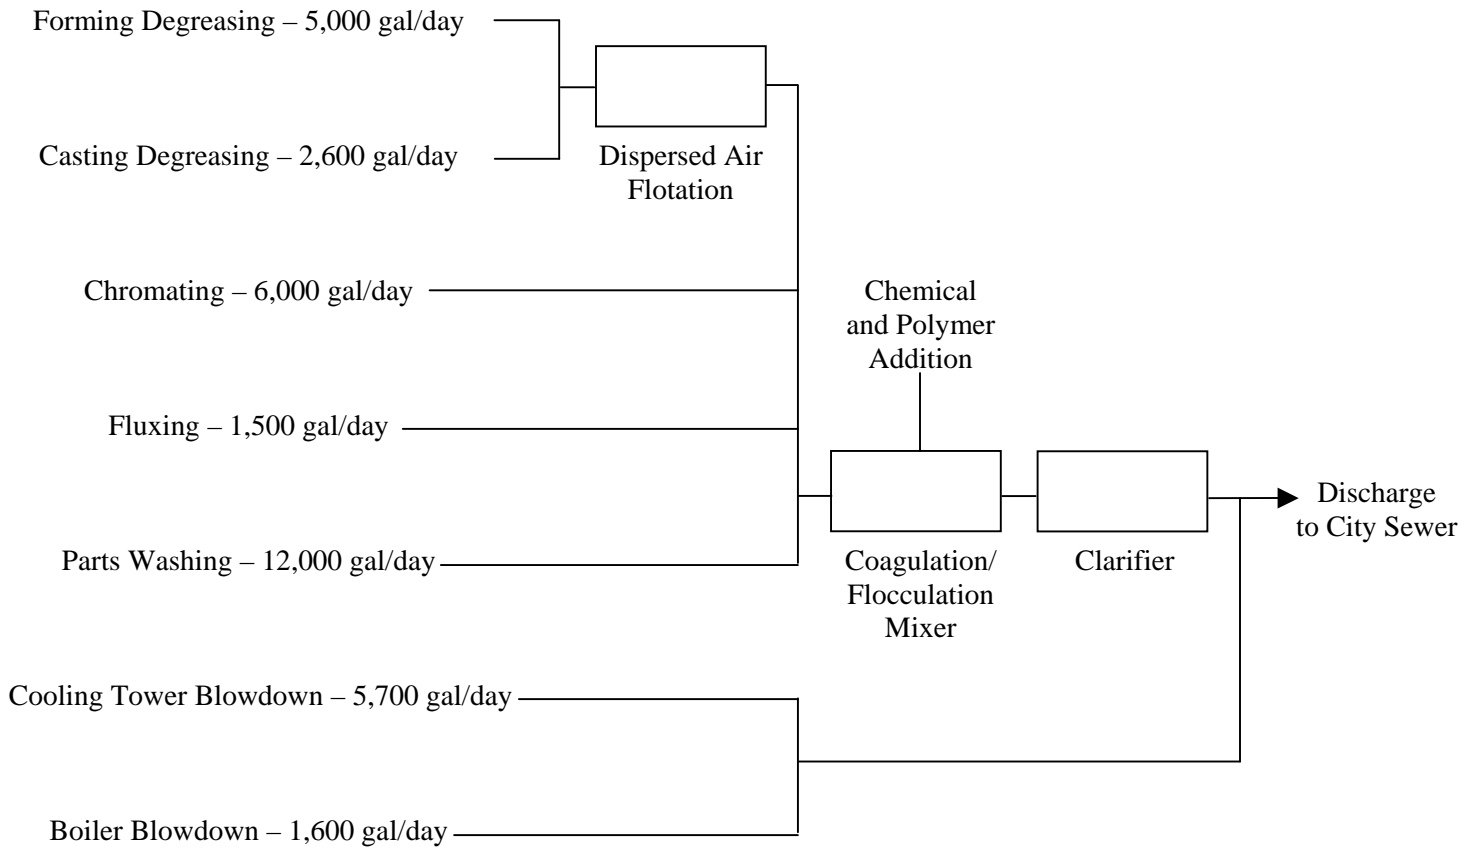 Forming Degreasing – 5,000 gal/day
Casting Degreasing – 2,600 gal/day
Dispersed Air
Flotation
Chromating – 6,000 gal/day
Chemical
and Polymer
Addition
Fluxing – 1,500 gal/day
Discharge
to City Sewer
Parts Washing – 12,000 gal/day
Coagulation/
Flocculation
Mixer
Clarifier
Cooling Tower Blowdown – 5,700 gal/day
Boiler Blowdown – 1,600 gal/day